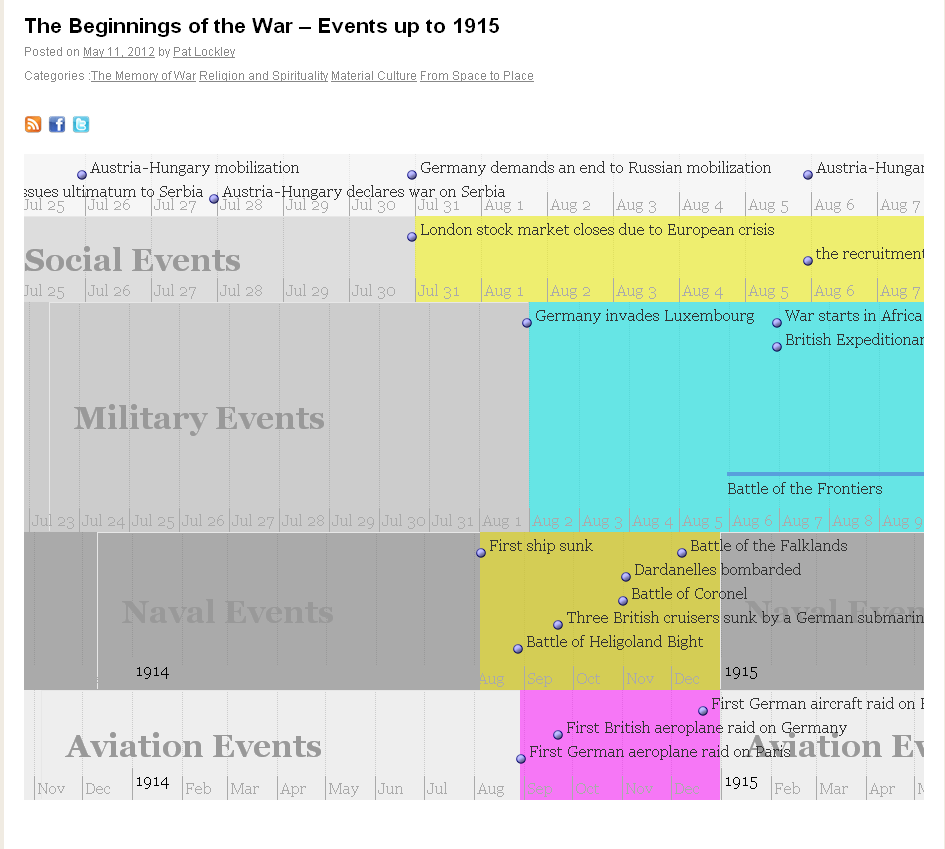 The Beginnings of the War – Events up to 1915
Posted on May 11, 2012 by Pat Lockley
Categories :The Memory of War Religion and Spirituality Material Culture From Space to Place
Austria-Hungary mobilization Germany demands an end to Russian mobilization Austria-Hungar
ssues ultimatum to Serbia Austria-Hungary declares war on Serbia
Jul 25 Jul 26 Jul 27 Jul 28 Jul 29 Jul 30 Jul 31 Aug 1 Aug 2 Aug 3 Aug 4 Aug 5 Aug 6 Aug 7
London stock market closes due to European crisis
the recruitment
Social Events
Jul 25 Jul 26 Jul 27 Jul 28 Jul 29 Jul 30 Jul 31 Aug 1 Aug 2 Aug 3 Aug 4 Aug 5 Aug 6 Aug 7
Germany invades Luxembourg War starts in Africa
British Expeditionar
Military Events
Battle of the Frontiers
Jul 23 Jul 24 Jul 25 Jul 26 Jul 27 Jul 28 Jul 29 Jul 30 Jul 31 Aug 1 Aug 2 Aug 3 Aug 4 Aug 5 Aug 6 Aug 7 Aug 8 Aug 9
First ship sunk Battle of the Falklands
Dardanelles bombarded
Battle of Coronel
Naval Events Naval Even
Three British cruisers sunk by a German submarin
Battle of Heligoland Bight
1914 Aug Sep Oct Nov Dec 1915
First German aircraft raid on
First British aeroplane raid on Germany
Aviation Events Aviation Ev
First German aeroplane raid on Paris
Nov Dec 1914 Feb Mar Apr May Jun Jul Aug Sep Oct Nov Dec 1915 Feb Mar Apr